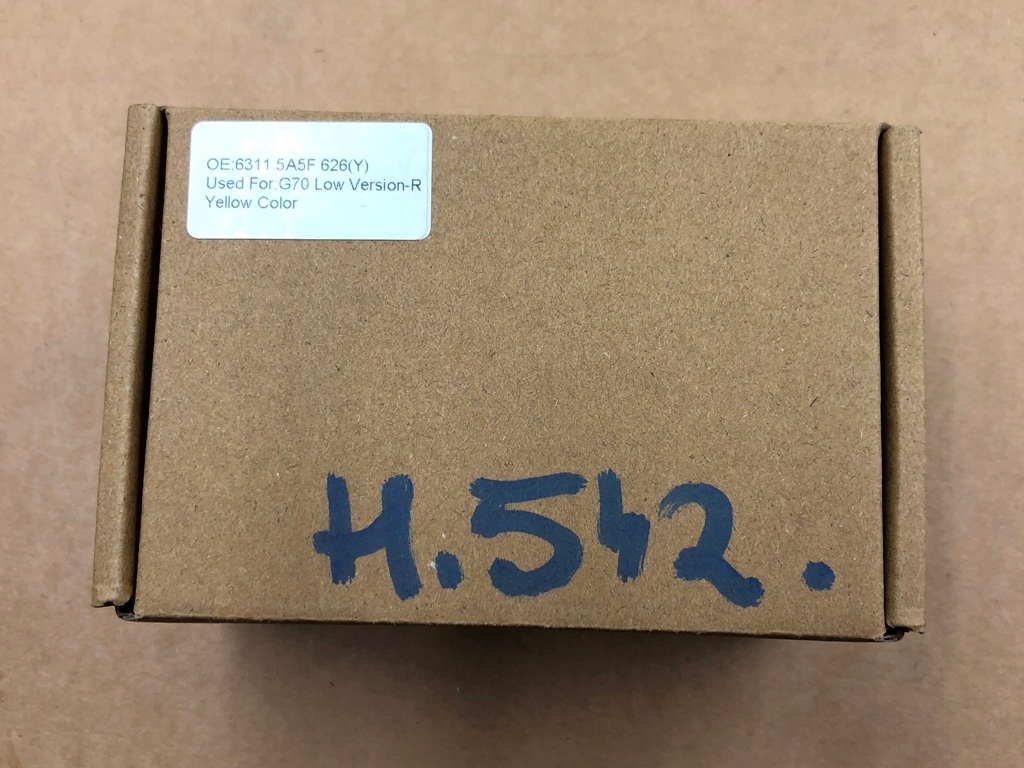 OE:6311 5A5F 626(Y)
Used For:G70 Low Version-R
Yellow Color
H.542.